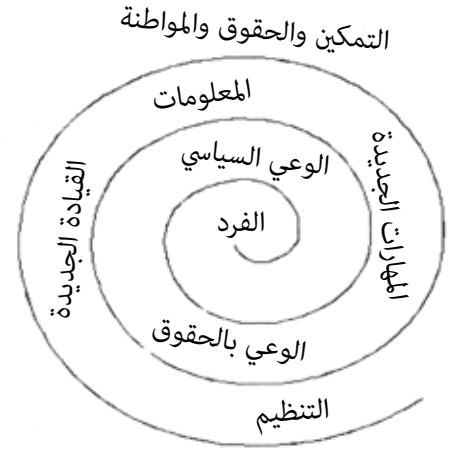 التمكين والحقوق والمواطنة
المعلومات
المهارات الجديدة
الوعي السياسي
القيادة الجديدة
الفرد
الوعي بالحقوق
التنظيم